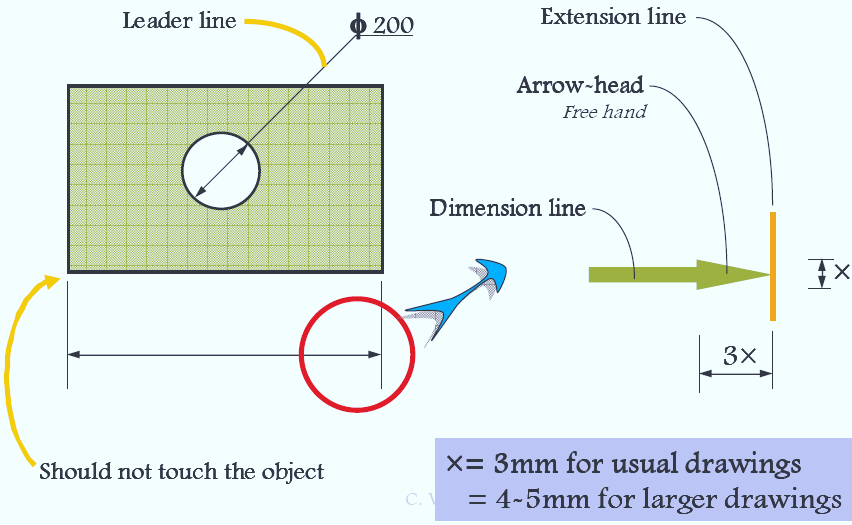 Leader line
ϕ 200
Extension line
Arrow-head
Free hand
Dimension line
×
3×
Should not touch the object
×= 3mm for usual drawings
= 4-5mm for larger drawings
C.